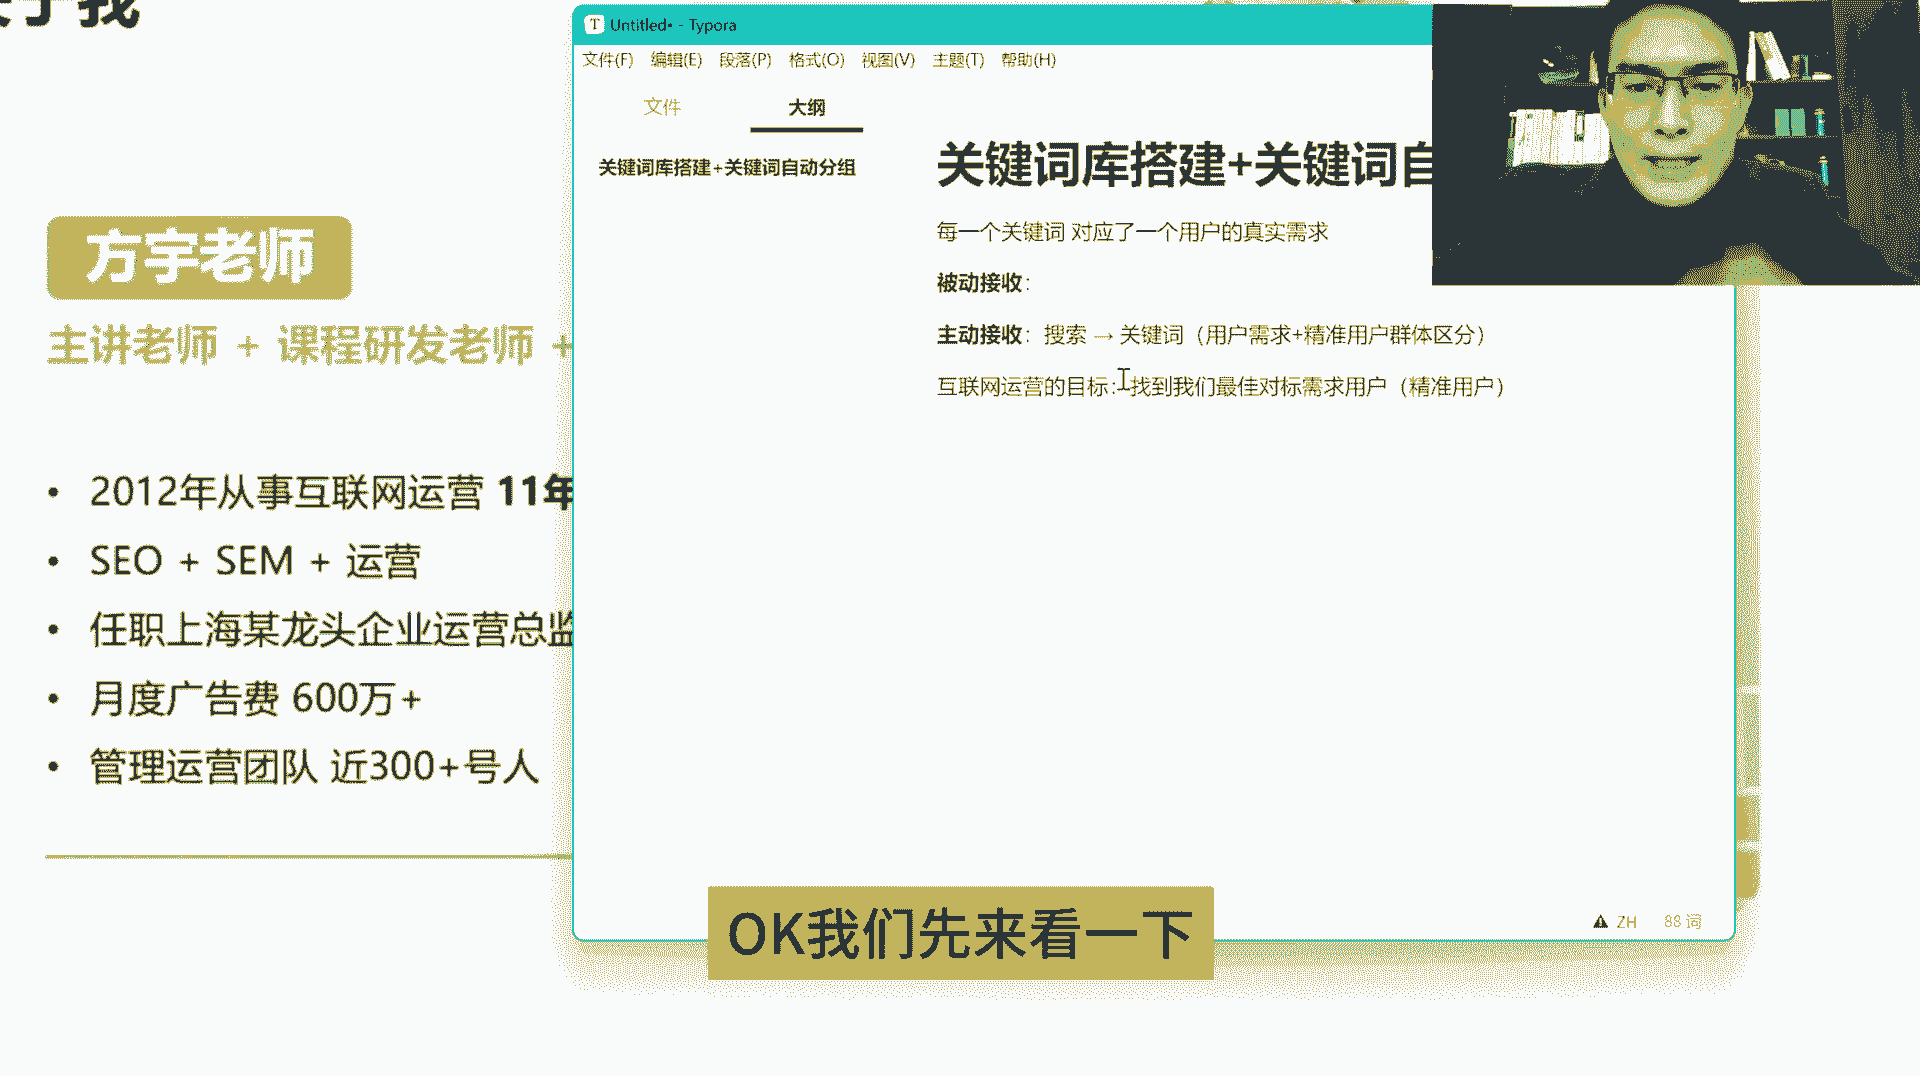 于我
方宇老师
主讲老师 + 课程研发老师 +
• 2012年从事互联网运营 11年
• SEO + SEM + 运营
• 任职上海某龙头企业运营总监
• 月度广告费 600万+
• 管理运营团队 近300+号人
Untitled• - Typora
文件(F) 编辑(E) 段落(P) 格式(O) 视图(V) 主题(T) 帮助(H)
文件 大纲
关键词库搭建+关键词自动分组
关键词库搭建+关键词自
每一个关键词 对应了一个用户的真实需求
被动接收：
主动接收：搜索 → 关键词（用户需求+精准用户群体区分）
互联网运营的目标：找到我们最佳对标需求用户（精准用户）
ZH 88 词
OK我们先来看一下